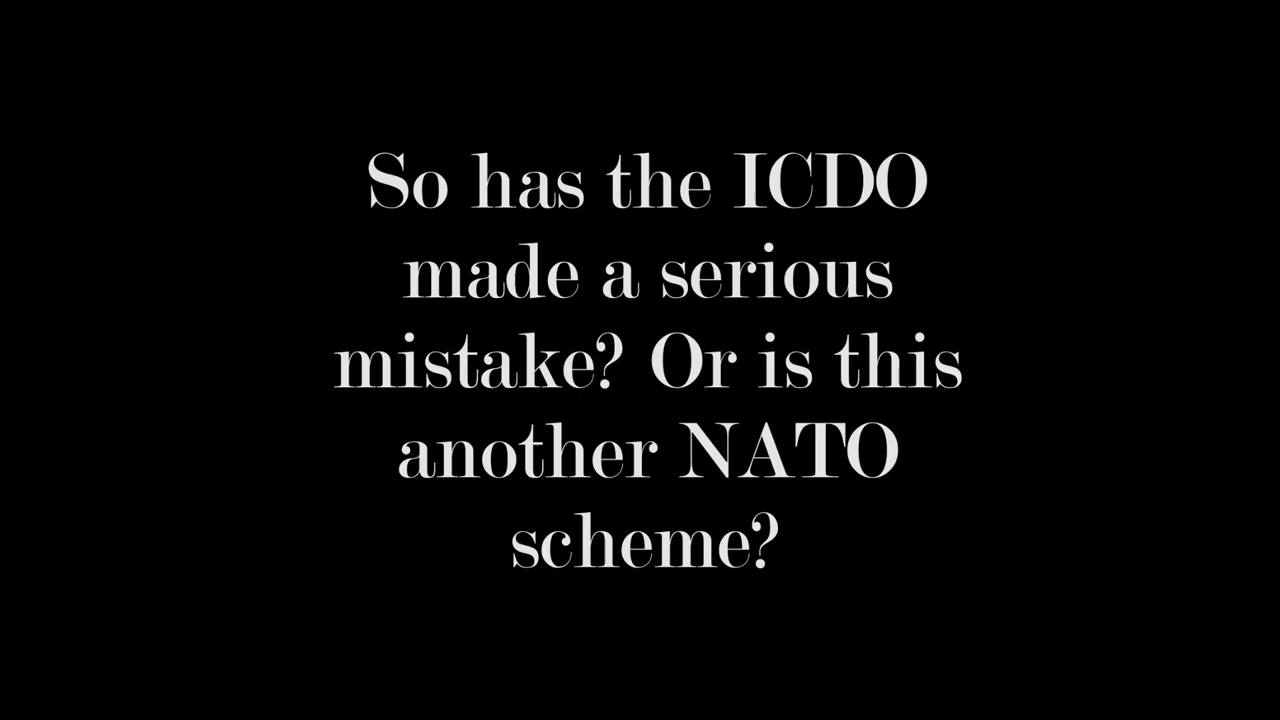 So has the ICDO
made a serious
mistake? Or is this
another NATO
scheme?